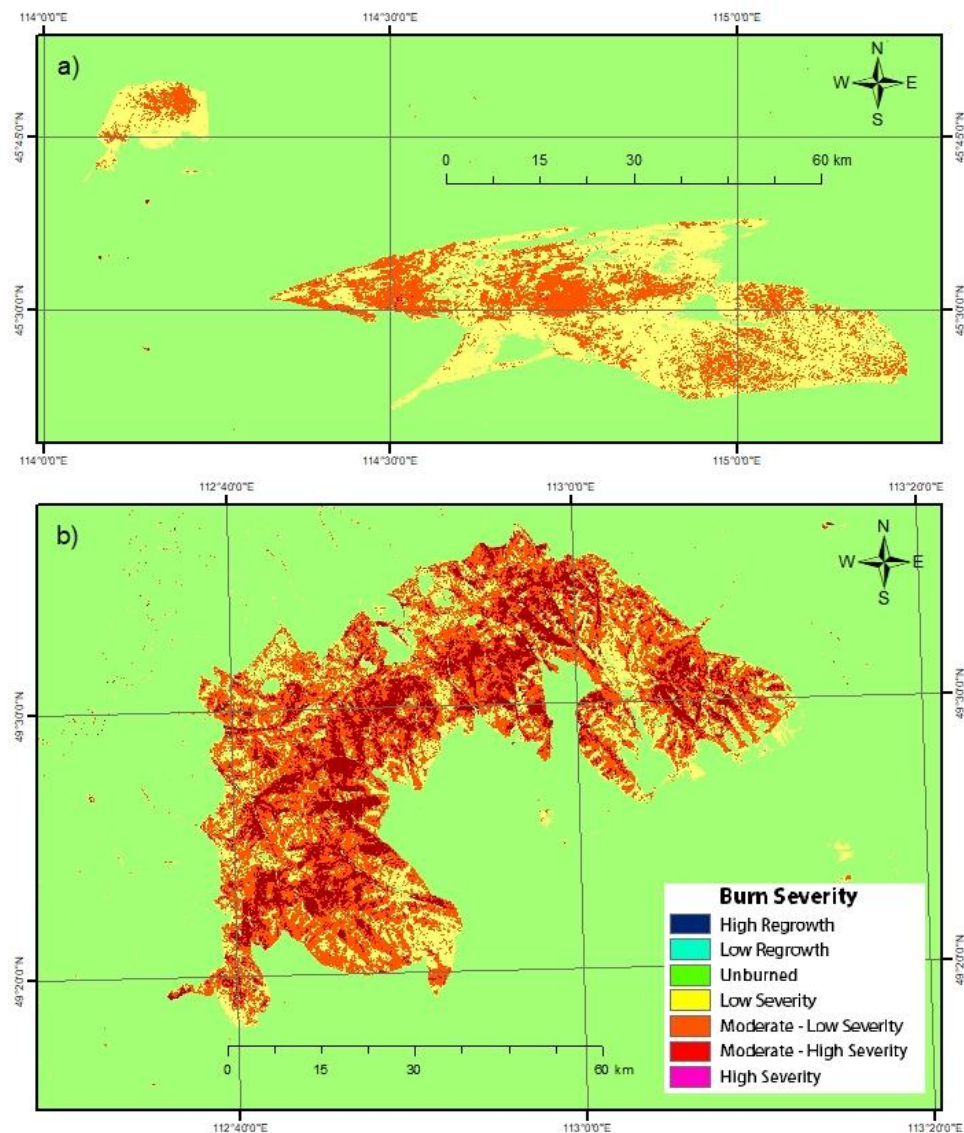 114°0'0"E 114°30'0"E 115°0'0"E
a)
N
W E
S
45°45'0"N 45°45'0"N
0 15 30 60 km
45°30'0"N 45°30'0"N
114°0'0"E 114°30'0"E 115°0'0"E
112°40'0"E 113°0'0"E 113°20'0"E
b)
N
W E
S
49°30'0"N 49°30'0"N
Burn Severity
High Regrowth
Low Regrowth
Unburned
Low Severity
Moderate - Low Severity
Moderate - High Severity
High Severity
49°20'0"N 49°20'0"N
0 15 30 60 km
112°40'0"E 113°0'0"E 113°20'0"E